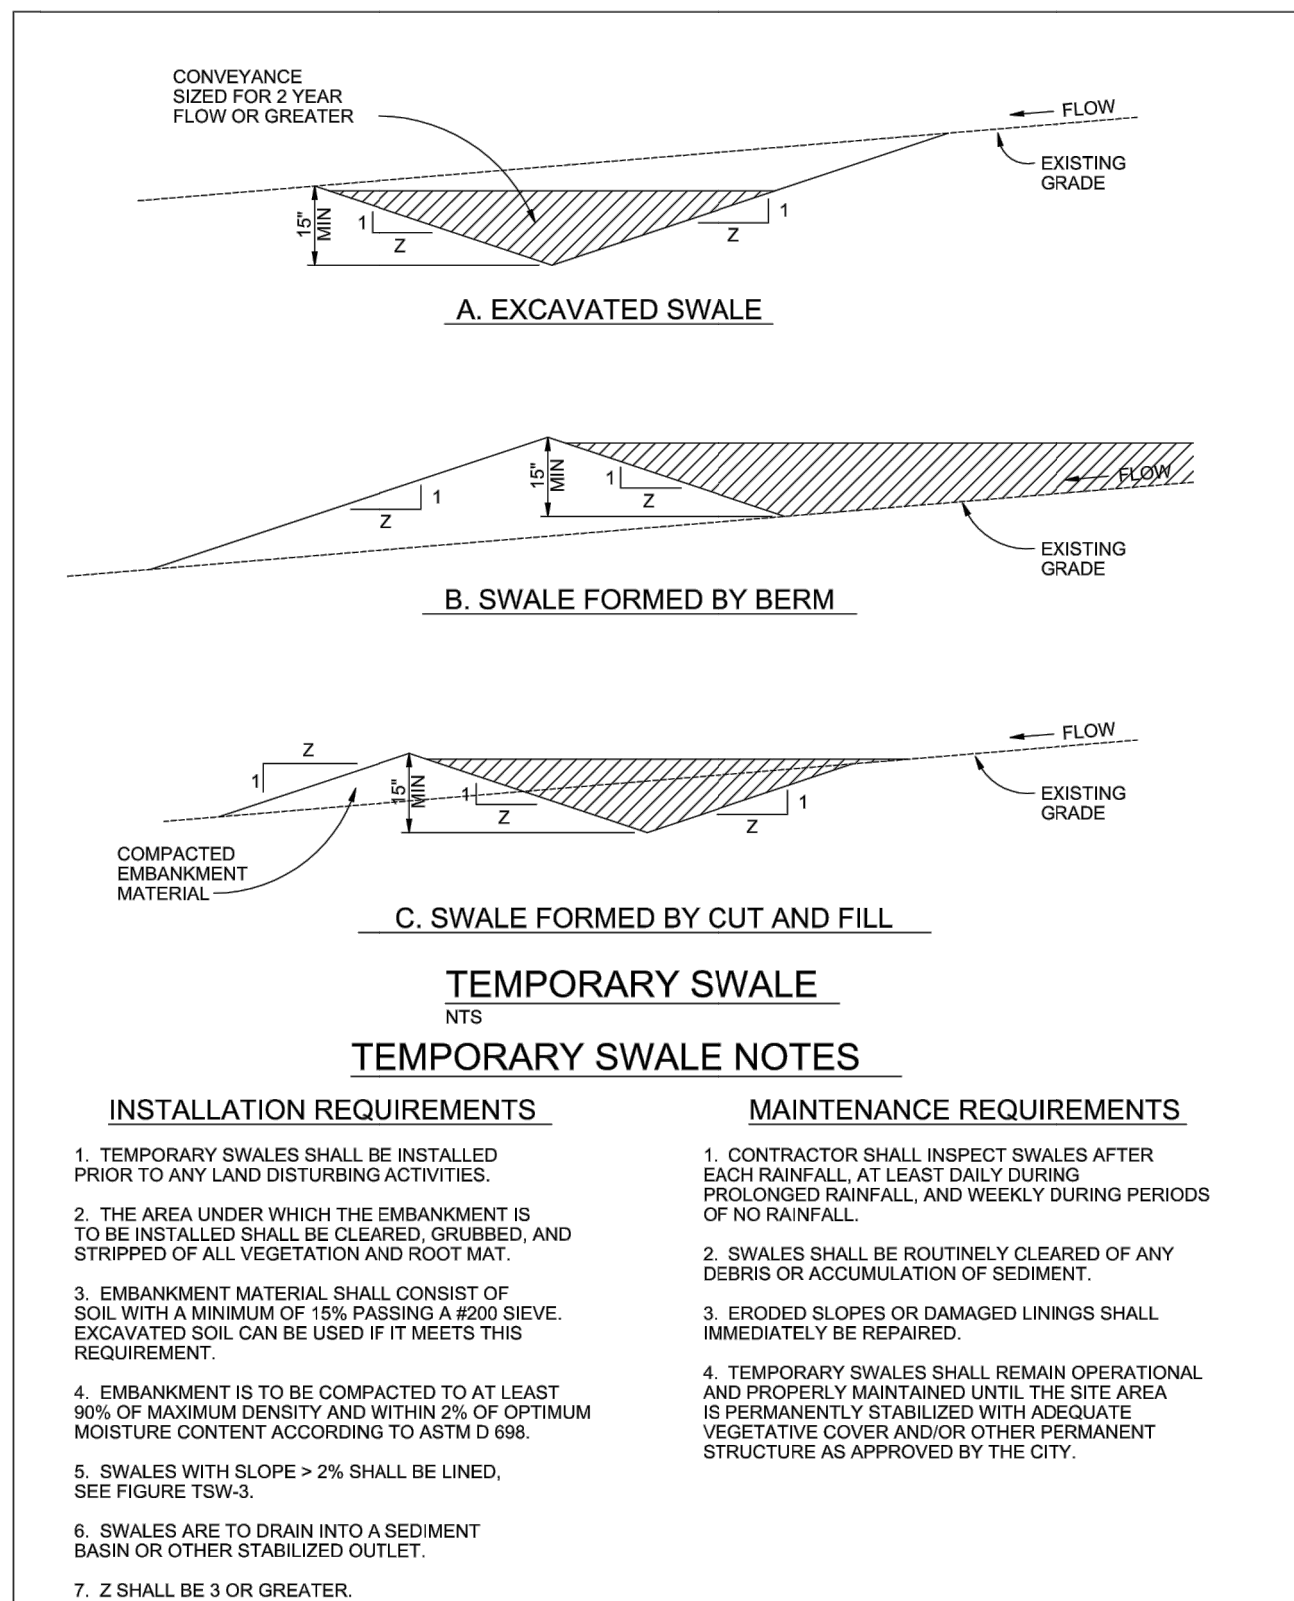 CONVEYANCE
SIZED FOR 2 YEAR
FLOW OR GREATER
FLOW
EXISTING
GRADE
15"
MIN
1
Z
1
Z
A. EXCAVATED SWALE
15"
MIN
1
Z
1
Z
FLOW
EXISTING
GRADE
B. SWALE FORMED BY BERM
FLOW
Z
1
15"
MIN
1
Z
1
Z
EXISTING
GRADE
COMPACTED
EMBANKMENT
MATERIAL
C. SWALE FORMED BY CUT AND FILL
TEMPORARY SWALE
NTS
TEMPORARY SWALE NOTES
INSTALLATION REQUIREMENTS
1. TEMPORARY SWALES SHALL BE INSTALLED
PRIOR TO ANY LAND DISTURBING ACTIVITIES.
2. THE AREA UNDER WHICH THE EMBANKMENT IS
TO BE INSTALLED SHALL BE CLEARED, GRUBBED, AND
STRIPPED OF ALL VEGETATION AND ROOT MAT.
3. EMBANKMENT MATERIAL SHALL CONSIST OF
SOIL WITH A MINIMUM OF 15% PASSING A #200 SIEVE.
EXCAVATED SOIL CAN BE USED IF IT MEETS THIS
REQUIREMENT.
4. EMBANKMENT IS TO BE COMPACTED TO AT LEAST
90% OF MAXIMUM DENSITY AND WITHIN 2% OF OPTIMUM
MOISTURE CONTENT ACCORDING TO ASTM D 698.
5. SWALES WITH SLOPE > 2% SHALL BE LINED,
SEE FIGURE TSW-3.
6. SWALES ARE TO DRAIN INTO A SEDIMENT
BASIN OR OTHER STABILIZED OUTLET.
7. Z SHALL BE 3 OR GREATER.
MAINTENANCE REQUIREMENTS
1. CONTRACTOR SHALL INSPECT SWALES AFTER
EACH RAINFALL, AT LEAST DAILY DURING
PROLONGED RAINFALL, AND WEEKLY DURING PERIODS
OF NO RAINFALL.
2. SWALES SHALL BE ROUTINELY CLEARED OF ANY
DEBRIS OR ACCUMULATION OF SEDIMENT.
3. ERODED SLOPES OR DAMAGED LININGS SHALL
IMMEDIATELY BE REPAIRED.
4. TEMPORARY SWALES SHALL REMAIN OPERATIONAL
AND PROPERLY MAINTAINED UNTIL THE SITE AREA
IS PERMANENTLY STABILIZED WITH ADEQUATE
VEGETATIVE COVER AND/OR OTHER PERMANENT
STRUCTURE AS APPROVED BY THE CITY.